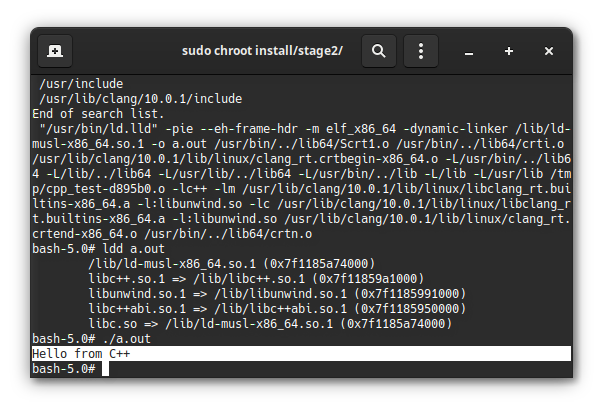 sudo chroot install/stage2/
/usr/include
/usr/lib/clang/10.0.1/include
End of search list.
"/usr/bin/ld.lld" -pie --eh-frame-hdr -m elf_x86_64 -dynamic-linker /lib/ld-
musl-x86_64.so.1 -o a.out /usr/bin/../lib64/Scrt1.o /usr/bin/../lib64/crti.o
/usr/lib/clang/10.0.1/lib/linux/clang_rt.crtbegin-x86_64.o -L/usr/bin/../lib6
4 -L/lib/../lib64 -L/usr/lib/../lib64 -L/usr/bin/../lib -L/lib -L/usr/lib /tm
p/cpp_test-d895b0.o -lc++ -lm /usr/lib/clang/10.0.1/lib/linux/libclang_rt.bui
ltins-x86_64.a -l:libunwind.so -lc /usr/lib/clang/10.0.1/lib/linux/libclang_r
t.builtins-x86_64.a -l:libunwind.so /usr/lib/clang/10.0.1/lib/linux/clang_rt.
crtend-x86_64.o /usr/bin/../lib64/crtn.o
bash-5.0# ldd a.out
/lib/ld-musl-x86_64.so.1 (0x7f1185a74000)
libc++.so.1 => /lib/libc++.so.1 (0x7f11859a1000)
libunwind.so.1 => /lib/libunwind.so.1 (0x7f1185991000)
libc++abi.so.1 => /lib/libc++abi.so.1 (0x7f1185950000)
libc.so => /lib/ld-musl-x86_64.so.1 (0x7f1185a74000)
bash-5.0# ./a.out
Hello from C++
bash-5.0#